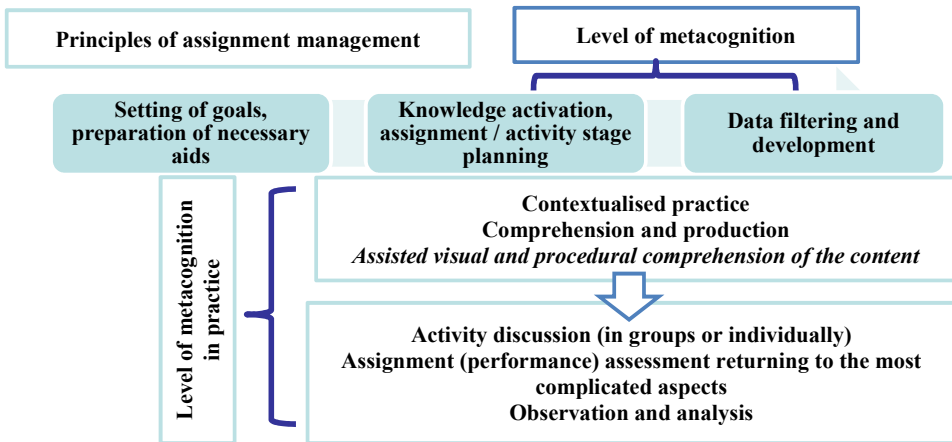 Principles of assignment management
Level of metacognition
Setting of goals,
preparation of necessary
aids
Knowledge activation,
assignment / activity stage
planning
Data filtering and
development
Level of metacognition
in practice
Contextualised practice
Comprehension and production
Assisted visual and procedural comprehension of the content
Activity discussion (in groups or individually)
Assignment (performance) assessment returning to the most
complicated aspects
Observation and analysis